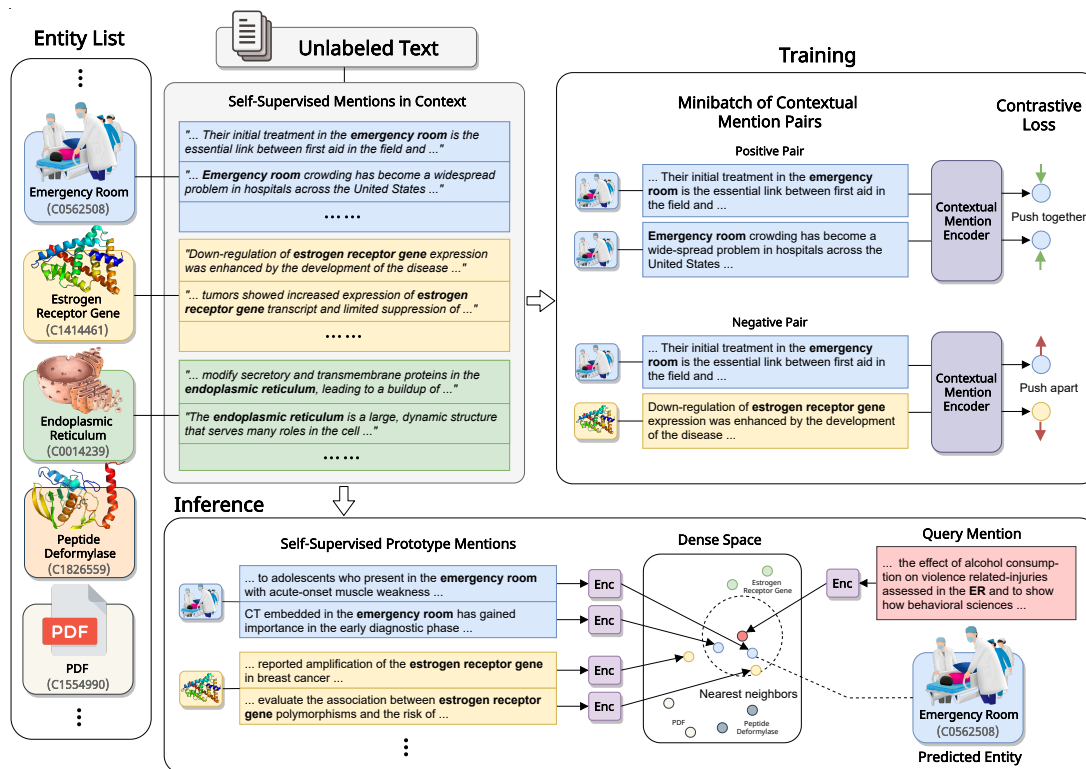 Entity List
Emergency Room
(C0562508)
Estrogen
Receptor Gene
(C1414461)
Endoplasmic
Reticulum
(C0014239)
Peptide
Deformylase
(C1826559)
PDF
PDF
(C1554990)
Unlabeled Text
Self-Supervised Mentions in Context
"... Their initial treatment in the emergency room is the
essential link between first aid in the field and ..."
"... Emergency room crowding has become a widespread
problem in hospitals across the United States ..."
......
"Down-regulation of estrogen receptor gene expression
was enhanced by the development of the disease ..."
"... tumors showed increased expression of estrogen
receptor gene transcript and limited suppression of ..."
......
"... modify secretory and transmembrane proteins in the
endoplasmic reticulum, leading to a buildup of ..."
"The endoplasmic reticulum is a large, dynamic structure
that serves many roles in the cell ..."
......
Training
Minibatch of Contextual
Mention Pairs
Contrastive
Loss
Positive Pair
... Their initial treatment in the emergency
room is the essential link between first aid in
the field and ...
Emergency room crowding has become a
wide-spread problem in hospitals across the
United States ...
Contextual
Mention
Encoder
Push together
Negative Pair
... Their initial treatment in the emergency
room is the essential link between first aid in
the field and ...
Down-regulation of estrogen receptor gene
expression was enhanced by the development
of the disease ...
Contextual
Mention
Encoder
Push apart
Inference
Self-Supervised Prototype Mentions
... to adolescents who present in the emergency room
with acute-onset muscle weakness ...
CT embedded in the emergency room has gained
importance in the early diagnostic phase ...
... reported amplification of the estrogen receptor gene
in breast cancer ...
... evaluate the association between estrogen receptor
gene polymorphisms and the risk of ...
Enc
Enc
Enc
Enc
Dense Space
Estrogen
Receptor Gene
Nearest neighbors
PDF
Peptide
Deformylase
Enc
Query Mention
... the effect of alcohol consump-
tion on violence related-injuries
assessed in the ER and to show
how behavioral sciences ...
Emergency Room
(C0562508)
Predicted Entity